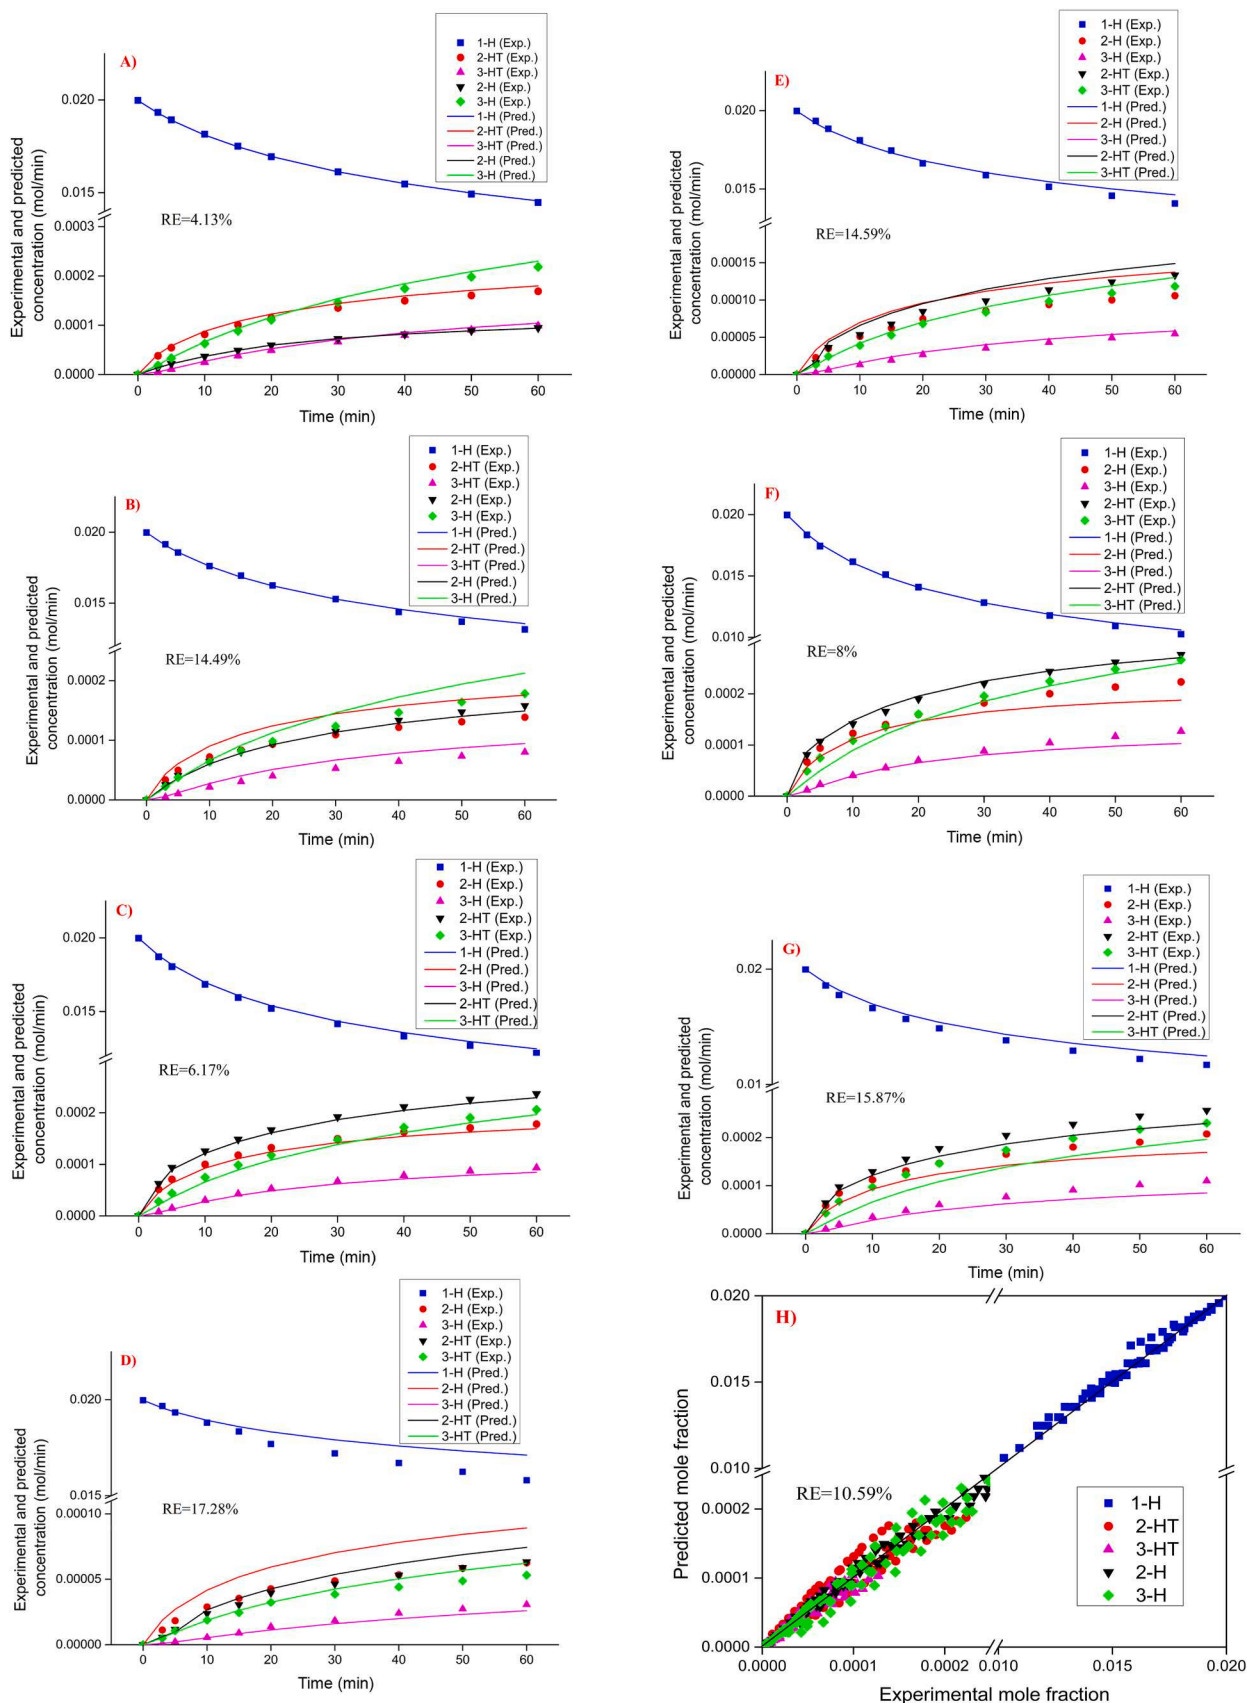 A)
1-H (Exp.)
2-HT (Exp.)
3-HT (Exp.)
2-H (Exp.)
3-H (Exp.)
1-H (Pred.)
2-HT (Pred.)
3-HT (Pred.)
2-H (Pred.)
3-H (Pred.)
Experimental and predicted
concentration (mol/min)
0.020
0.015
0.0003
0.0002
0.0001
0.0000
RE=4.13%
0 10 20 30 40 50 60
Time (min)
E)
1-H (Exp.)
2-H (Exp.)
3-H (Exp.)
2-HT (Exp.)
3-HT (Exp.)
1-H (Pred.)
2-H (Pred.)
3-H (Pred.)
2-HT (Pred.)
3-HT (Pred.)
Experimental and predicted
concentration (mol/min)
0.020
0.015
0.00015
0.00010
0.00005
0.00000
RE=14.59%
0 10 20 30 40 50 60
Time (min)
B)
1-H (Exp.)
2-HT (Exp.)
3-HT (Exp.)
2-H (Exp.)
3-H (Exp.)
1-H (Pred.)
2-HT (Pred.)
3-HT (Pred.)
2-H (Pred.)
3-H (Pred.)
Experimental and predicted
concentration (mol/min)
0.020
0.015
0.0002
0.0001
0.0000
RE=14.49%
0 10 20 30 40 50 60
Time (min)
F)
1-H (Exp.)
2-H (Exp.)
3-H (Exp.)
2-HT (Exp.)
3-HT (Exp.)
1-H (Pred.)
2-H (Pred.)
3-H (Pred.)
2-HT (Pred.)
3-HT (Pred.)
Experimental and predicted
concentration (mol/min)
0.020
0.015
0.010
0.0002
0.0001
0.0000
RE=8%
0 10 20 30 40 50 60
Time (min)
C)
1-H (Exp.)
2-H (Exp.)
3-H (Exp.)
2-HT (Exp.)
3-HT (Exp.)
1-H (Pred.)
2-H (Pred.)
3-H (Pred.)
2-HT (Pred.)
3-HT (Pred.)
Experimental and predicted
concentration (mol/min)
0.020
0.015
0.0002
0.0001
0.0000
RE=6.17%
0 10 20 30 40 50 60
Time (min)
G)
1-H (Exp.)
2-H (Exp.)
3-H (Exp.)
2-HT (Exp.)
3-HT (Exp.)
1-H (Pred.)
2-H (Pred.)
3-H (Pred.)
2-HT (Pred.)
3-HT (Pred.)
Experimental and predicted
concentration (mol/min)
0.02
0.01
0.0002
0.0001
0.0000
RE=15.87%
0 10 20 30 40 50 60
Time (min)
D)
1-H (Exp.)
2-H (Exp.)
3-H (Exp.)
2-HT (Exp.)
3-HT (Exp.)
1-H (Pred.)
2-H (Pred.)
3-H (Pred.)
2-HT (Pred.)
3-HT (Pred.)
Experimental and predicted
concentration (mol/min)
0.020
0.015
0.00010
0.00005
0.00000
RE=17.28%
0 10 20 30 40 50 60
Time (min)
H)
Predicted mole fraction
0.020
0.015
0.010
0.0002
0.0001
0.0000
RE=10.59%
1-H
2-HT
3-HT
2-H
3-H
0.0000 0.0001 0.0002 0.010 0.015 0.020
Experimental mole fraction